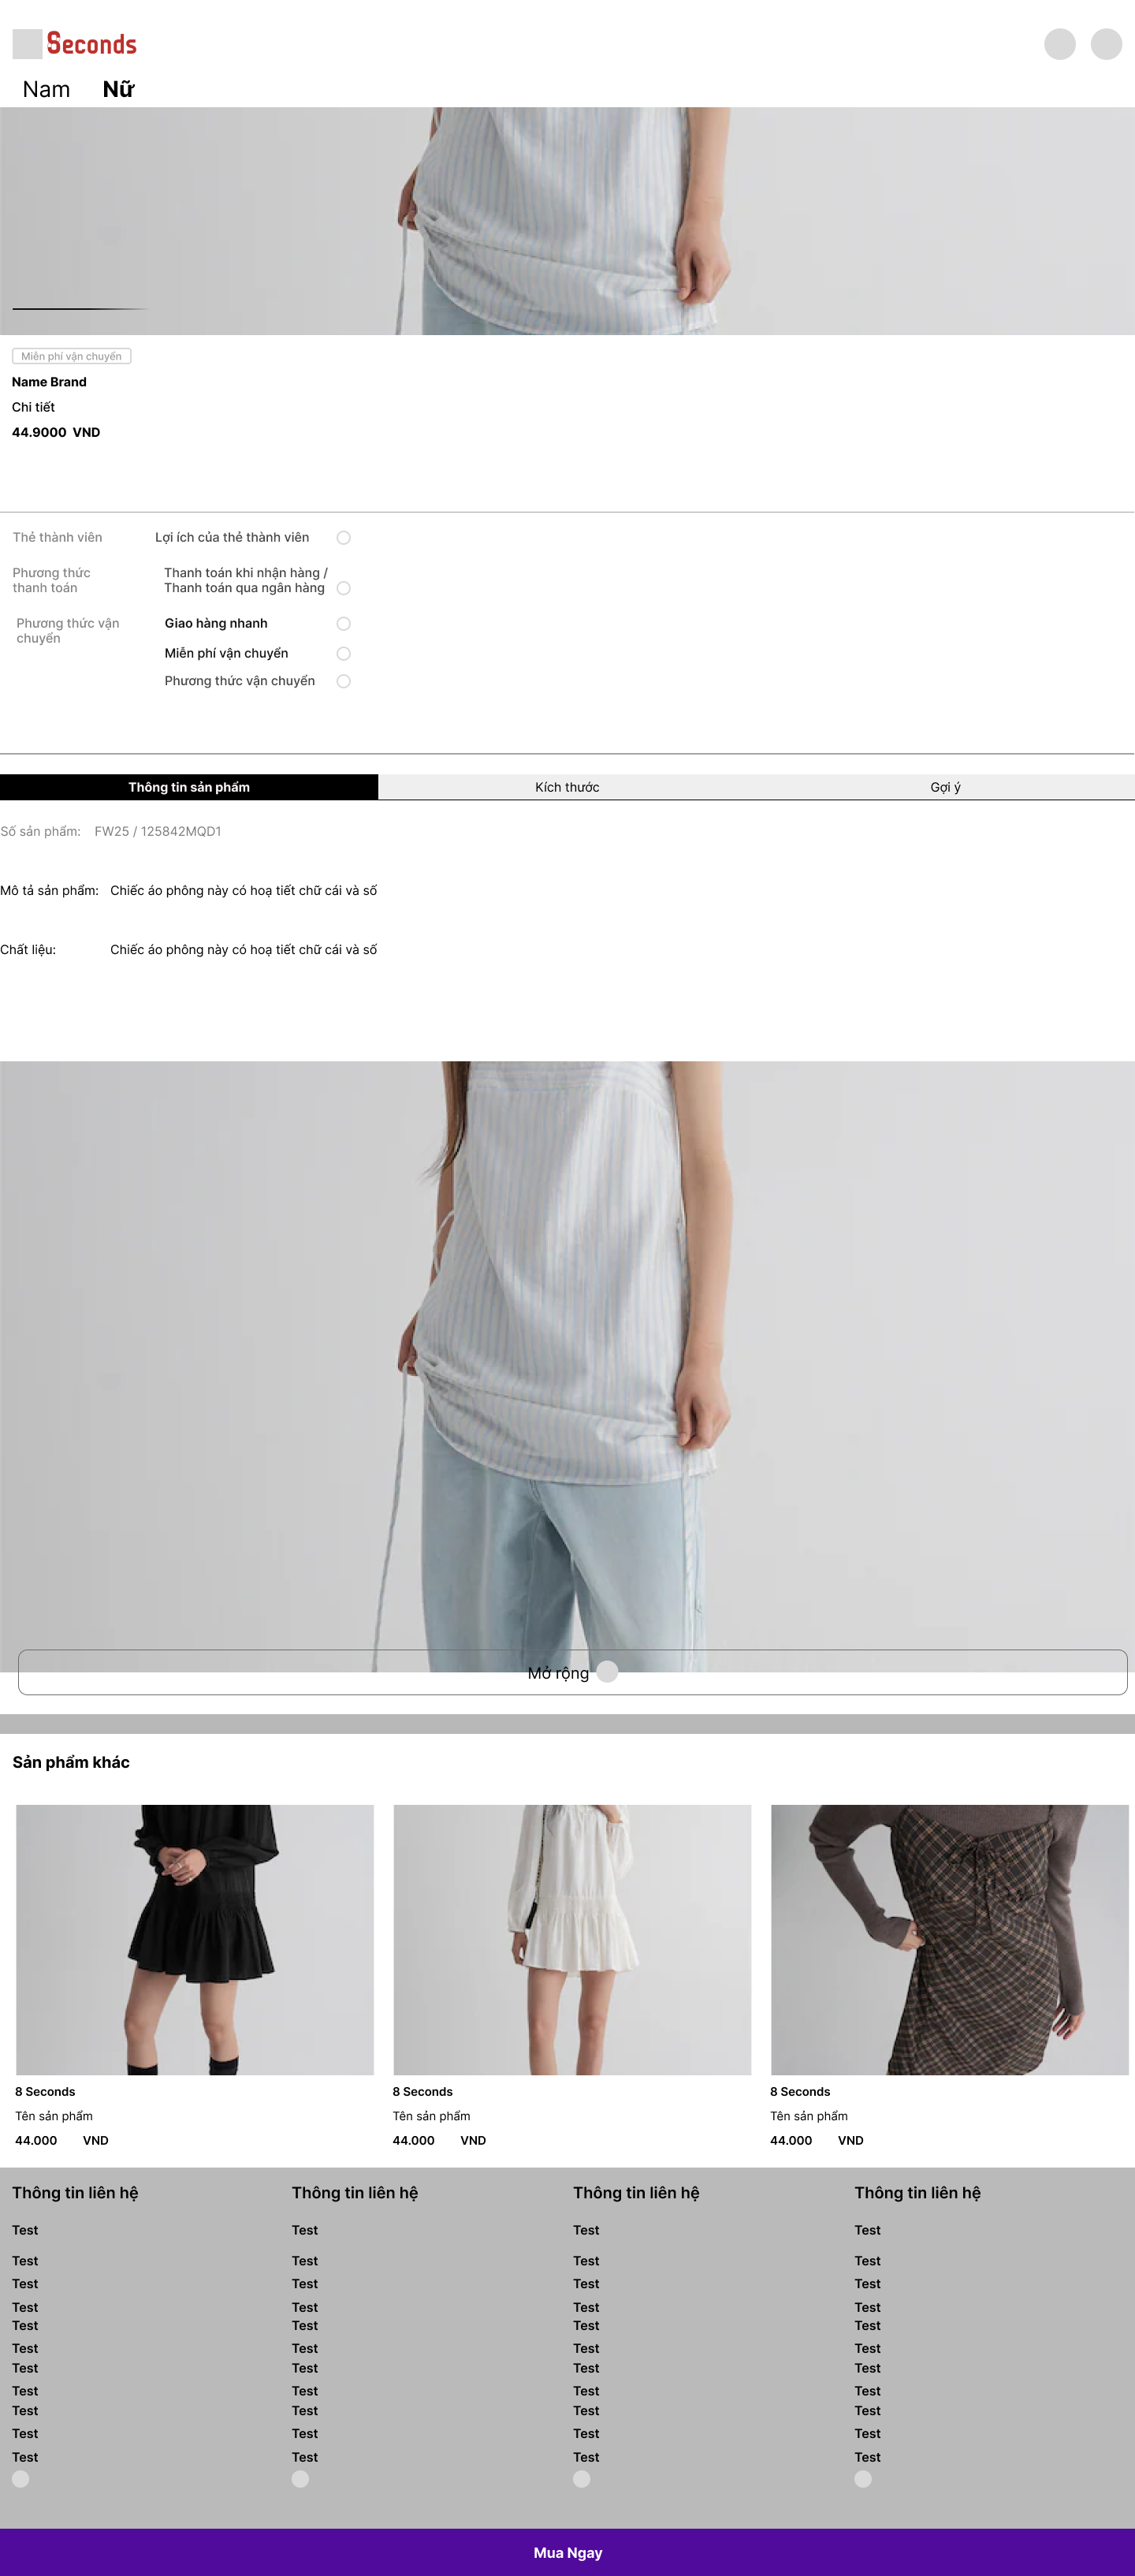 Seconds
Nam Nữ
Miễn phí vận chuyển
Name Brand
Chi tiết
44.9000 VND
Thẻ thành viên Lợi ích của thẻ thành viên
Phương thức thanh toán Thanh toán khi nhận hàng /
Thanh toán qua ngân hàng
Phương thức vận chuyển Giao hàng nhanh
Miễn phí vận chuyển
Phương thức vận chuyển
Thông tin sản phẩm Kích thước Gợi ý
Số sản phẩm: FW25 / 125842MQD1
Mô tả sản phẩm: Chiếc áo phông này có hoạ tiết chữ cái và số
Chất liệu: Chiếc áo phông này có hoạ tiết chữ cái và số
Mở rộng
Sản phẩm khác
8 Seconds 8 Seconds 8 Seconds
Tên sản phẩm Tên sản phẩm Tên sản phẩm
44.000 VND 44.000 VND 44.000 VND
Thông tin liên hệ Thông tin liên hệ Thông tin liên hệ Thông tin liên hệ
Test Test Test Test
Test Test Test Test
Test Test Test Test
Test Test Test Test
Test Test Test Test
Test Test Test Test
Test Test Test Test
Test Test Test Test
Test Test Test Test
Test Test Test Test
Test Test Test Test
Mua Ngay